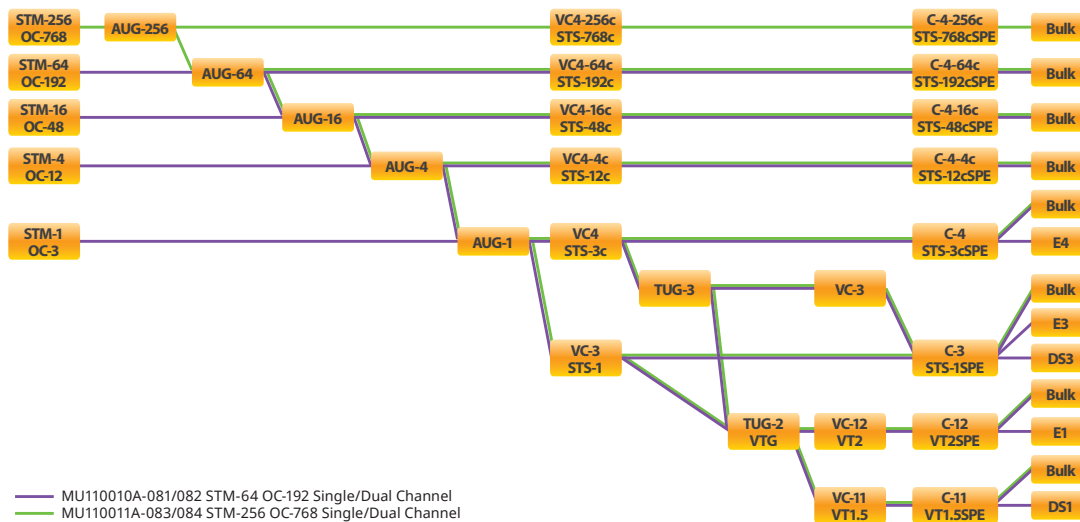 STM-256
OC-768
AUG-256
VC4-256c
STS-768c
C-4-256c
STS-768cSPE
Bulk
STM-64
OC-192
AUG-64
VC4-64c
STS-192c
C-4-64c
STS-192cSPE
Bulk
STM-16
OC-48
AUG-16
VC4-16c
STS-48c
C-4-16c
STS-48cSPE
Bulk
STM-4
OC-12
AUG-4
VC4-4c
STS-12c
C-4-4c
STS-12cSPE
Bulk
Bulk
STM-1
OC-3
AUG-1
VC4
STS-3c
C-4
STS-3cSPE
E4
TUG-3
VC-3
Bulk
E3
VC-3
STS-1
C-3
STS-1SPE
DS3
Bulk
TUG-2
VTG
VC-12
VT2
C-12
VT2SPE
E1
Bulk
VC-11
VT1.5
C-11
VT1.5SPE
DS1
MU110010A-081/082 STM-64 OC-192 Single/Dual Channel
MU110011A-083/084 STM-256 OC-768 Single/Dual Channel